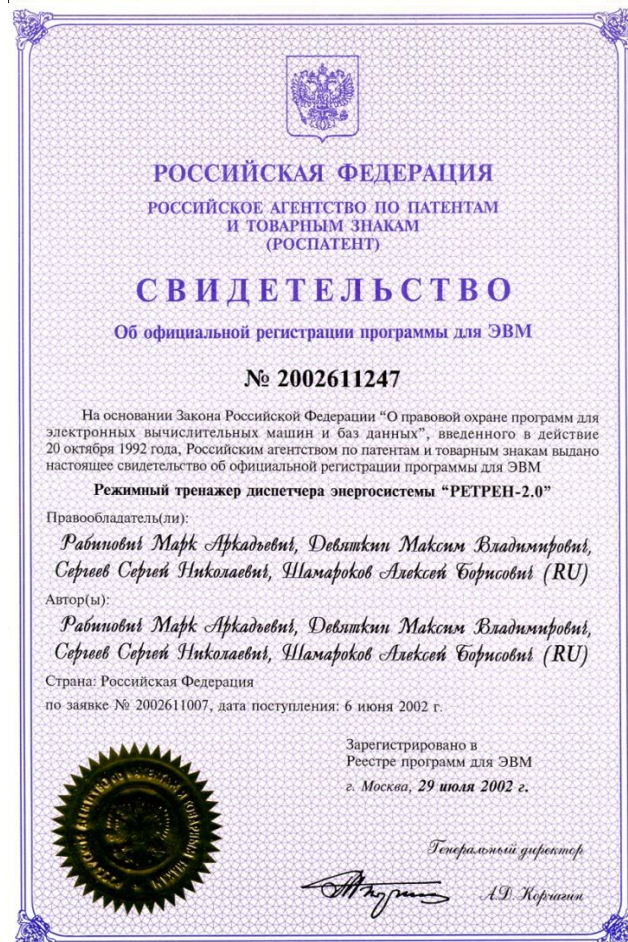 РОССИЙСКАЯ ФЕДЕРАЦИЯ
РОССИЙСКОЕ АГЕНТСТВО ПО ПАТЕНТАМ
И ТОВАРНЫМ ЗНАКАМ
(РОСПАТЕНТ)
СВИДЕТЕЛЬСТВО
Об официальной регистрации программы для ЭВМ
№ 2002611247
На основании Закона Российской Федерации “О правовой охране программ для
электронных вычислительных машин и баз данных”, введенного в действие
20 октября 1992 года, Российским агентством по патентам и товарным знакам выдано
настоящее свидетельство об официальной регистрации программы для ЭВМ
Режимный тренажер диспетчера энергосистемы “РЕТРЕН-2.0”
Правообладатель(ли):
Рабинович Марк Аркадьевич, Девяткин Максим Владимирович,
Сергеев Сергей Николаевич, Шамароков Алексей Борисович (RU)
Автор(ы):
Рабинович Марк Аркадьевич, Девяткин Максим Владимирович,
Сергеев Сергей Николаевич, Шамароков Алексей Борисович (RU)
Страна: Российская Федерация
по заявке № 2002611007, дата поступления: 6 июня 2002 г.
Зарегистрировано в
Реестре программ для ЭВМ
г. Москва, 29 июля 2002 г.
Генеральный директор
А.Д. Корчагин